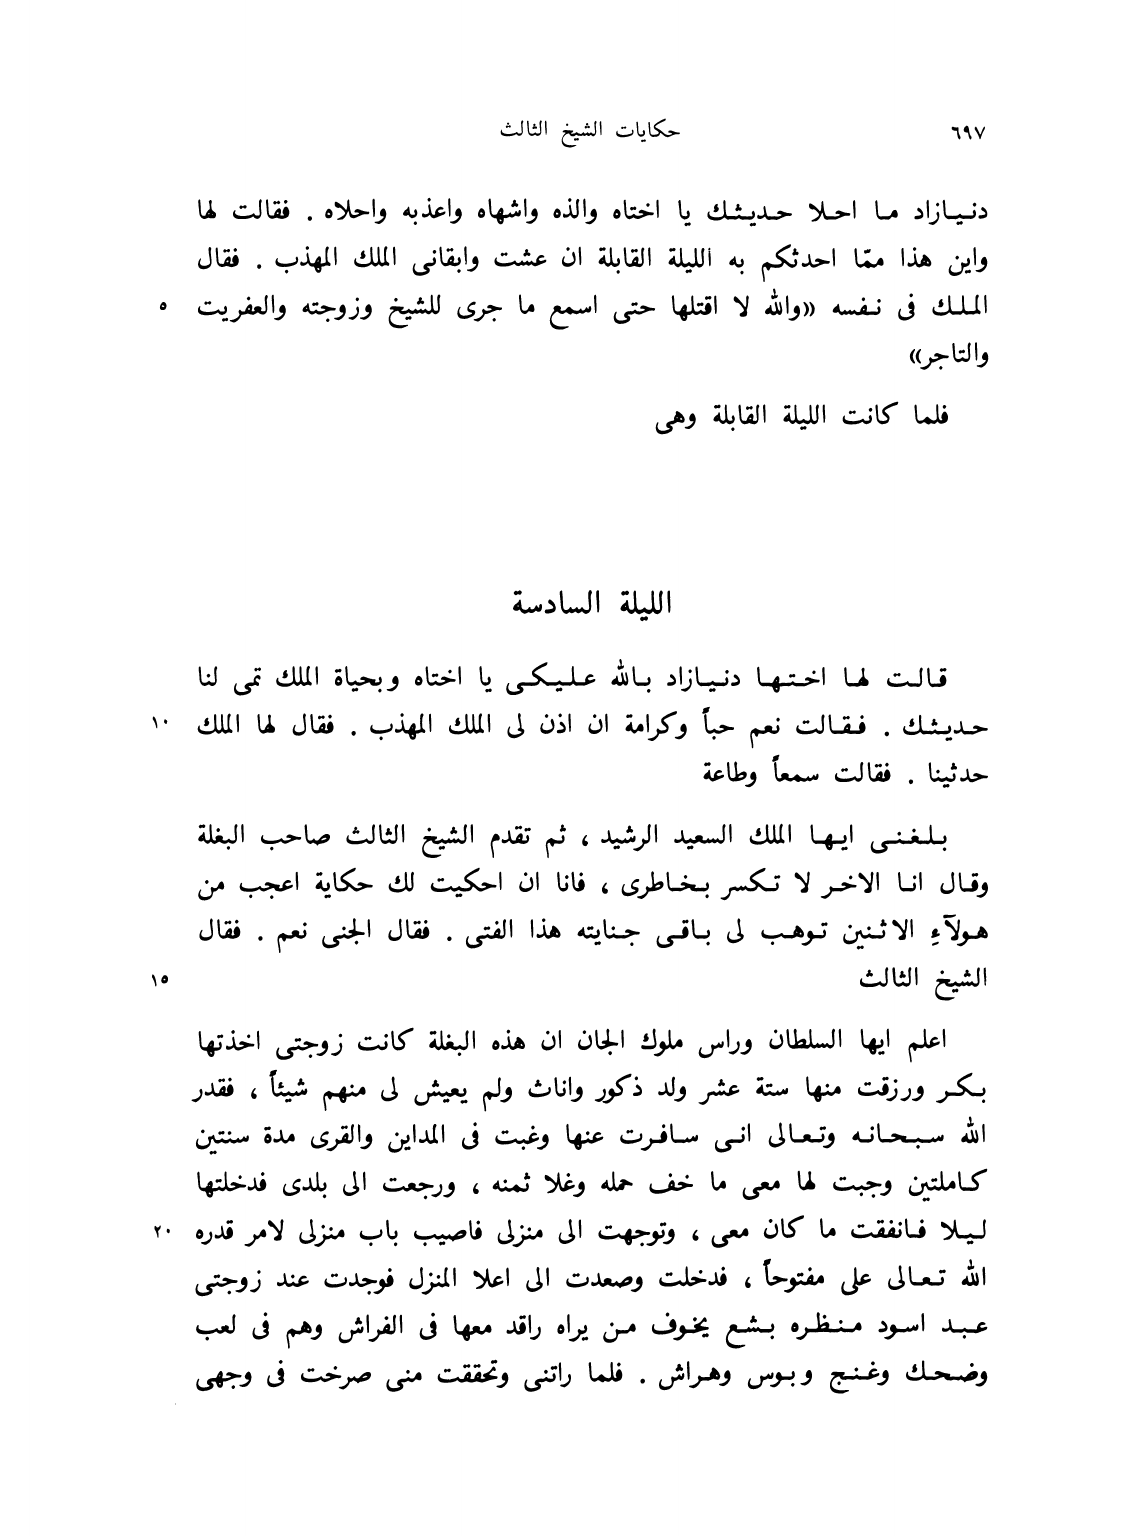 ٦٩٧ حكايات الشيخ الثالث
دنيازاد ما احلا حديثك يا اختاه والذه واشهاه واعذبه واحلاه . فقالت لها
واين هذا ممّا احدثكم به الليلة القابلة ان عشت وابقانى الملك المهذب . فقال
الملك فى نفسه «والله لا اقتلها حتى اسمع ما جرى للشيخ وزوجته والعفريت ٥
والتاجر»
فلما كانت الليلة القابلة وهى
الليلة السادسة
قالت لها اختها دنيازاد بالله عليكى يا اختاه وبحياة الملك تمى لنا
حديثك . فقالت نعم حباً وكرامة ان اذن لى الملك المهذب . فقال لها الملك ١٠
حدثينا . فقالت سمعاً وطاعة
بلغنى ايها الملك السعيد الرشيد ، ثم تقدم الشيخ الثالث صاحب البغلة
وقال انا الاخر لا تكسر بخاطرى ، فانا ان احكيت لك حكاية اعجب من
هولآءِ الاثنين توهب لى باقى جنايته هذا الفتى . فقال الجنى نعم . فقال
الشيخ الثالث ١٥
اعلم ايها السلطان وراس ملوك الجان ان هذه البغلة كانت زوجتى اخذتها
بكر ورزقت منها ستة عشر ولد ذكور واناث ولم يعيش لى منهم شيئاً ، فقدر
الله سبحانه وتعالى انى سافرت عنها وغبت فى المداين والقرى مدة سنتين
كاملتين وجبت لها معى ما خف حمله وغلا ثمنه ، ورجعت الى بلدى فدخلتها
ليلا فانفقت ما كان معى ، وتوجهت الى منزلى فاصيب باب منزلى لامر قدره ٢٠
الله تعالى على مفتوحاً ، فدخلت وصعدت الى اعلا المنزل فوجدت عند زوجتى
عبد اسود منظره بشع يخوف من يراه راقد معها فى الفراش وهم فى لعب
وضحك وغنج وبوس وهراش . فلما راتنى وتحققت منى صرخت فى وجهى